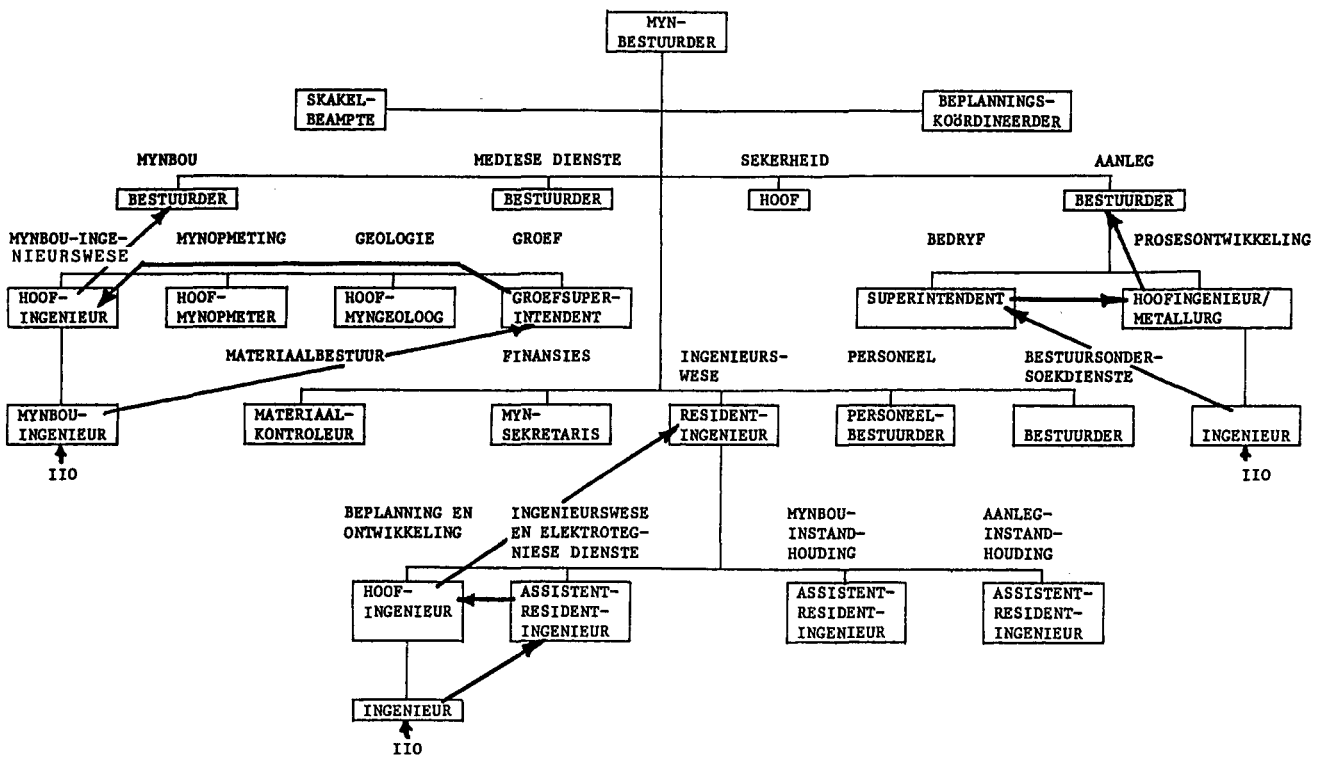 MYN-
BESTUURDER
SKAKEL-
BEAMPTE
BEPLANNINGS-
KOÖRDINEERDER
MYNBOU
MEDIESE DIENSTE
SEKERHEID
AANLEG
BESTUURDER
BESTUURDER
HOOF
BESTUURDER
MYNBOU-INGE-
NIEURSWESE
MYNOPMETING
GEOLOGIE
GROEF
BEDRYF
PROSESONTWIKKELING
HOOF-
INGENIEUR
HOOF-
MYNOPMETER
HOOF-
MYNGEOLOOG
GROEFSUPER-
INTENDENT
SUPERINTENDENT
HOOFINGENIEUR/
METALLURG
MATERIAALBESTUUR
FINANSIES
INGENIEURS-
WESE
PERSONEEL
BESTUURSONDER-
SOEKDIENSTE
MYNBOU-
INGENIEUR
MATERIAAL-
KONTROLEUR
MYN-
SEKRETARIS
RESIDENT-
INGENIEUR
PERSONEEL-
BESTUURDER
BESTUURDER
INGENIEUR
IIO
IIO
BEPLANNING EN
ONTWIKKELING
INGENIEURSWESE
EN ELEKTROTEG-
NIESE DIENSTE
MYNBOU-
INSTAND-
HOUDING
AANLEG-
INSTAND-
HOUDING
HOOF-
INGENIEUR
ASSISTENT-
RESIDENT-
INGENIEUR
ASSISTENT-
RESIDENT-
INGENIEUR
ASSISTENT-
RESIDENT-
INGENIEUR
INGENIEUR
IIO